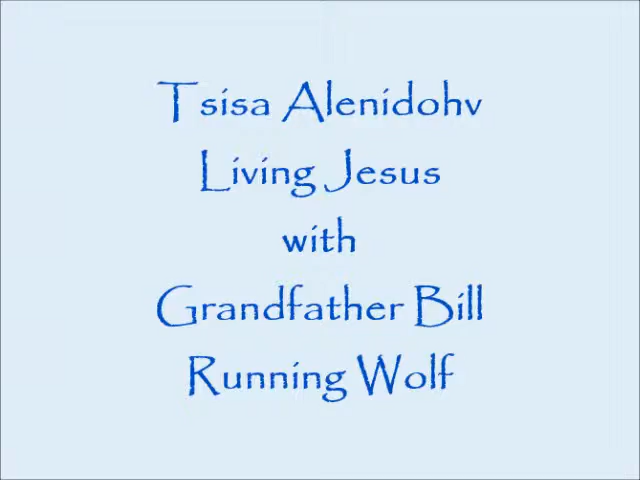 Tsisa Alenidohv
Living Jesus
with
Grandfather Bill
Running Wolf